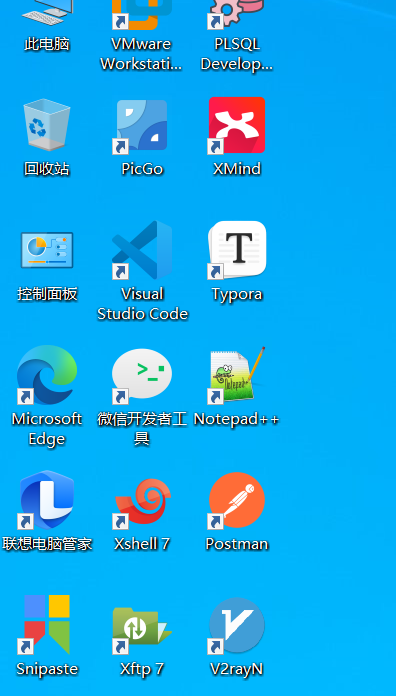 此电脑
VMware
Workstati...
PLSQL
Develop...
回收站
PicGo
XMind
控制面板
Visual
Studio Code
T
Typora
Microsoft
Edge
微信开发者工
具
Notepad++
Notepad++
联想电脑管家
Xshell 7
Postman
Snipaste
Xftp 7
V2rayN